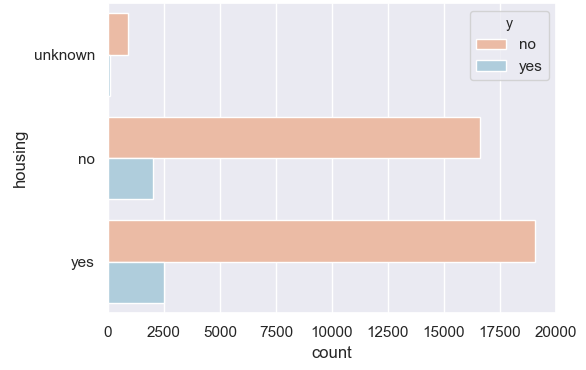 y
no
yes
unknown
no
yes
housing
0 2500 5000 7500 10000 12500 15000 17500 20000
count